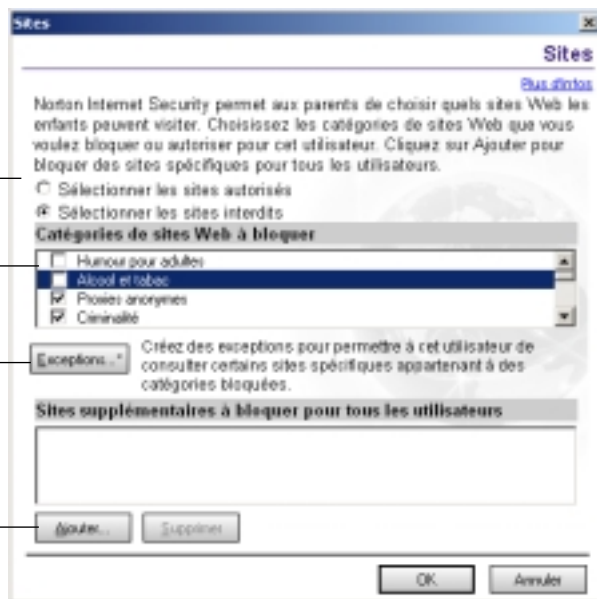 Sites
Sites
Plus d'infos
Norton Internet Security permet aux parents de choisir quels sites Web les
enfants peuvent visiter. Choisissez les catégories de sites Web que vous
voulez bloquer ou autoriser pour cet utilisateur. Cliquez sur Ajouter pour
bloquer des sites spécifiques pour tous les utilisateurs.
Sélectionner les sites autorisés
Sélectionner les sites interdits
Catégories de sites Web à bloquer
Humour pour adultes
Alcool et tabac
Proxies anonymes
Criminalité
Exceptions...*
Créez des exceptions pour permettre à cet utilisateur de
consulter certains sites spécifiques appartenant à des
catégories bloquées.
Sites supplémentaires à bloquer pour tous les utilisateurs
Ajouter...
Supprimer
OK
Annuler